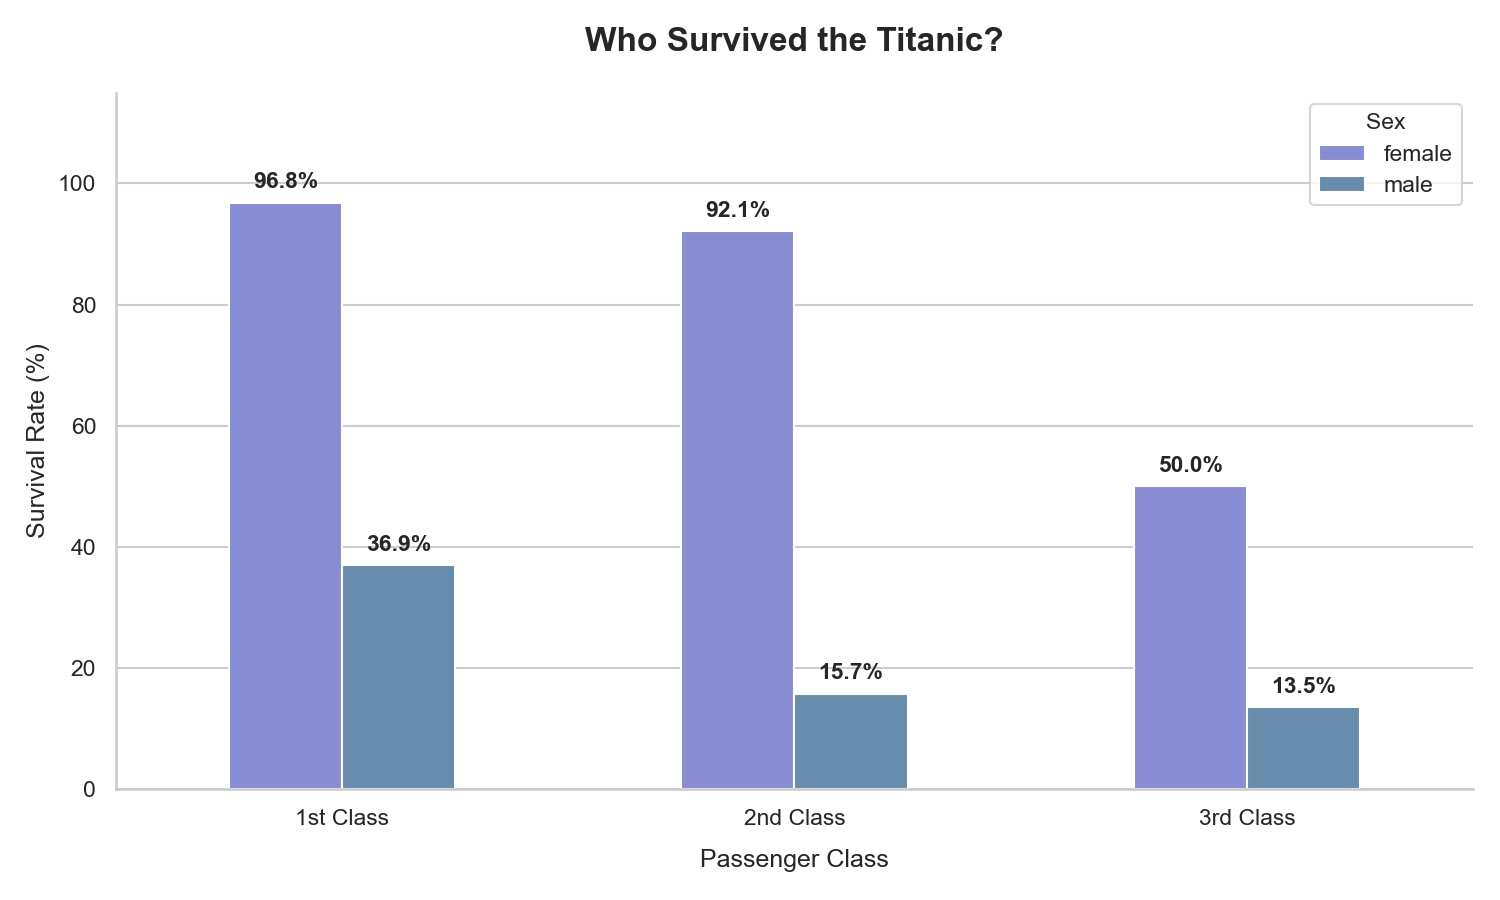 Who Survived the Titanic?
Sex
female
male
Survival Rate (%)
100
80
60
40
20
0
96.8%
36.9%
92.1%
15.7%
50.0%
13.5%
1st Class
2nd Class
3rd Class
Passenger Class